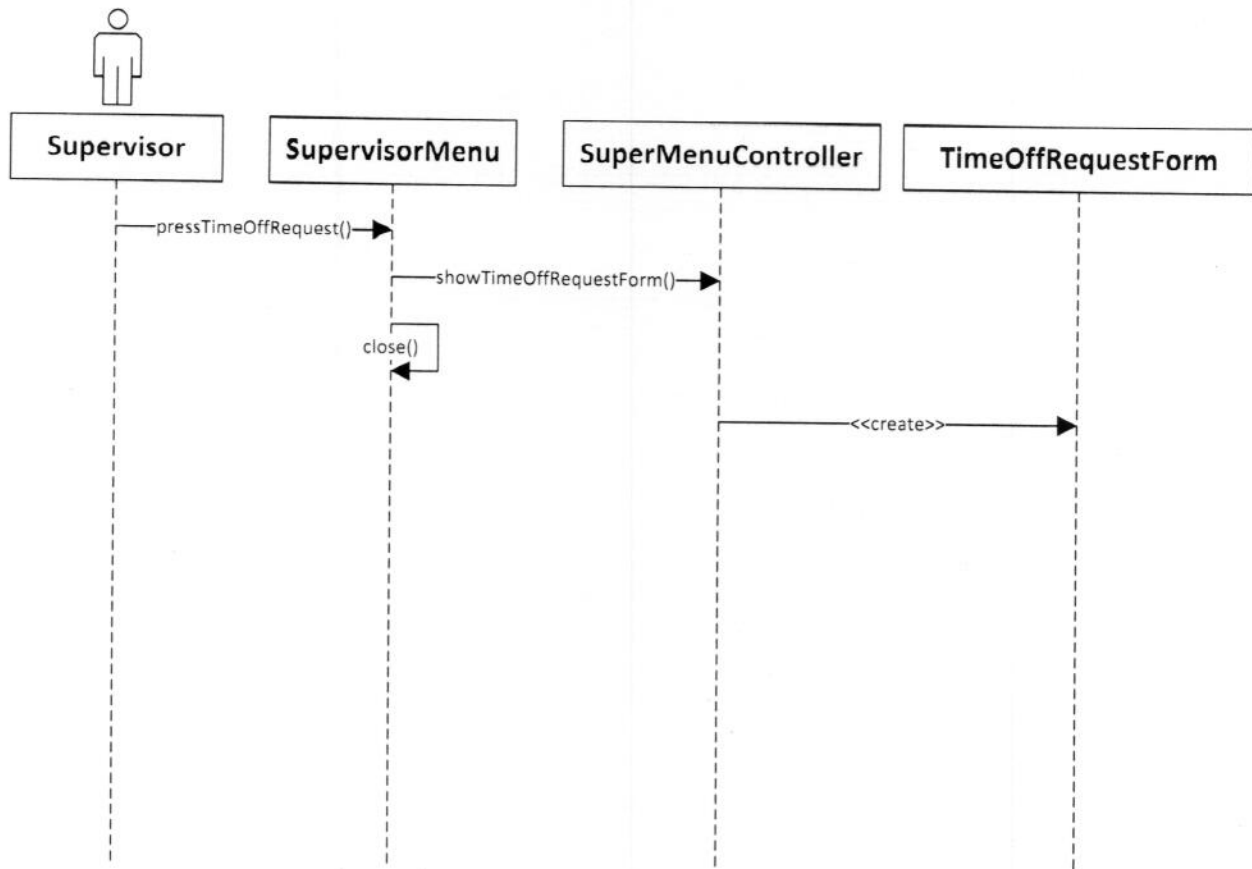 Supervisor
SupervisorMenu
SuperMenuController
TimeOffRequestForm
pressTimeOffRequest()
showTimeOffRequestForm()
close()
<<create>>